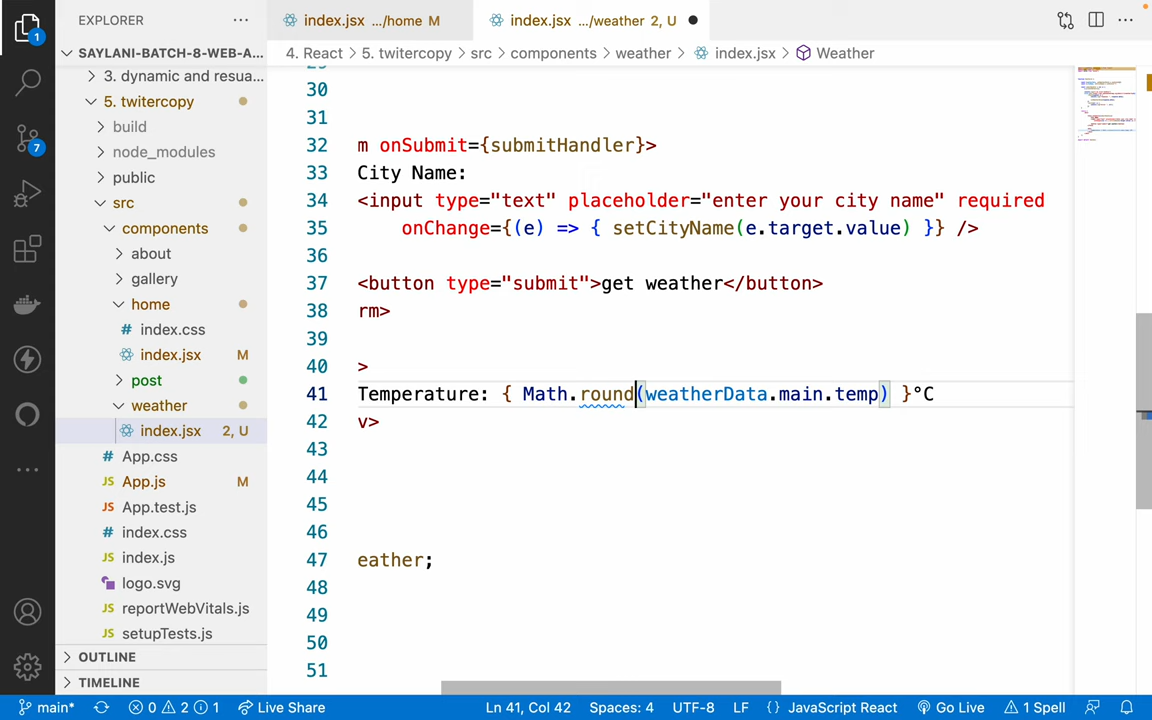 EXPLORER
index.jsx .../home M
index.jsx .../weather 2, U
SAYLANI-BATCH-8-WEB-A...
4. React > 5. twitercopy > src > components > weather > index.jsx > Weather
3. dynamic and resua...
5. twitercopy
build
node_modules
public
src
components
about
gallery
home
index.css
index.jsx M
post
weather
index.jsx 2, U
App.css
App.js M
App.test.js
index.css
index.js
logo.svg
reportWebVitals.js
setupTests.js
OUTLINE
TIMELINE
30
31
32 m onSubmit={submitHandler}>
33 City Name:
34 <input type="text" placeholder="enter your city name" required
35 onChange={(e) => { setCityName(e.target.value) }} />
36
37 <button type="submit">get weather</button>
38 rm>
39
40 >
41 Temperature: { Math.round(weatherData.main.temp) }°C
42 v>
43
44
45
46
47 eather;
48
49
50
51
1
7
main* 0 2 1 Live Share Ln 41, Col 42 Spaces: 4 UTF-8 LF {} JavaScript React Go Live 1 Spell